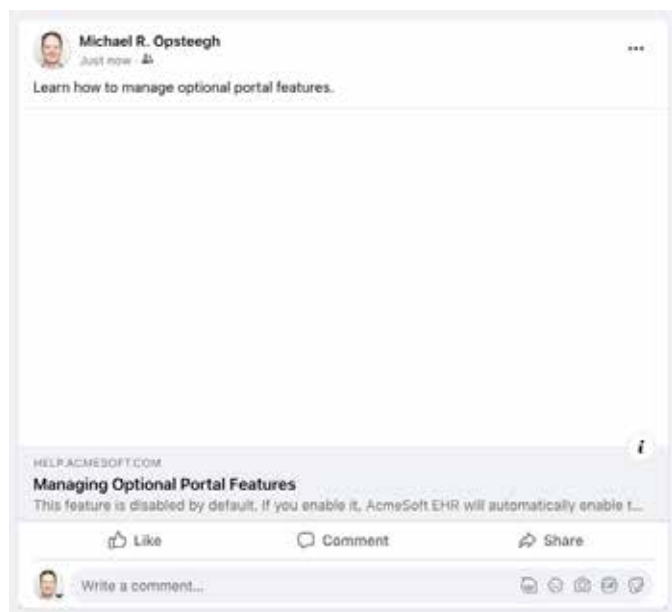 Michael R. Opsteegh
Just now
Learn how to manage optional portal features.
i
HELP.ACMESOFT.COM
Managing Optional Portal Features
This feature is disabled by default. If you enable it, AcmeSoft EHR will automatically enable t...
Like Comment Share
Write a comment...